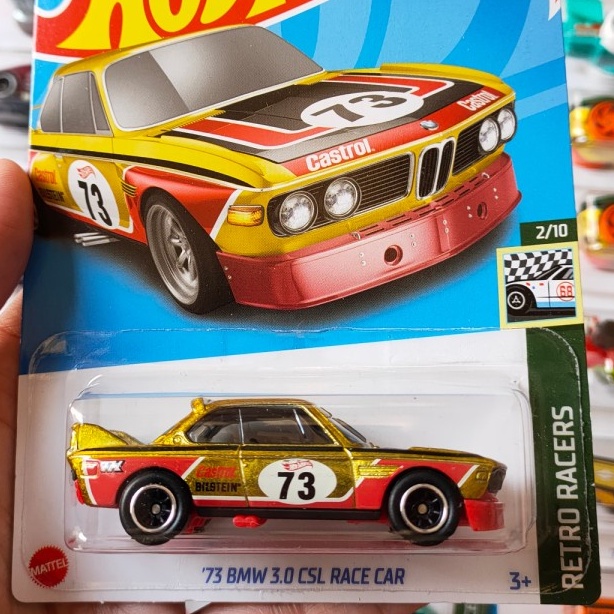 HOT
73
Castrol
Castrol
73
2/10
68
Castrol
BILSTEIN
73
RETRO RACERS
MATTEL
'73 BMW 3.0 CSL RACE CAR
3+